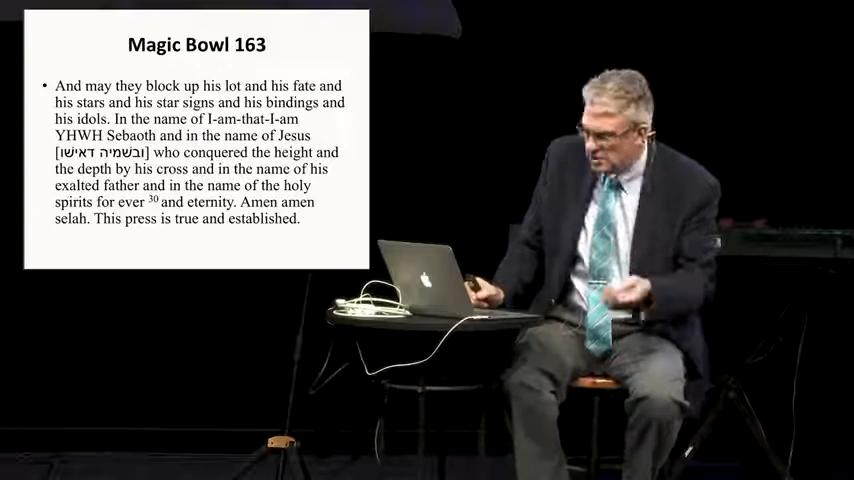 Magic Bowl 163
• And may they block up his lot and his fate and
his stars and his star signs and his bindings and
his idols. In the name of I-am-that-I-am
YHWH Sebaoth and in the name of Jesus
[ובשמיה דאישו] who conquered the height and
the depth by his cross and in the name of his
exalted father and in the name of the holy
spirits for ever 30 and eternity. Amen amen
selah. This press is true and established.